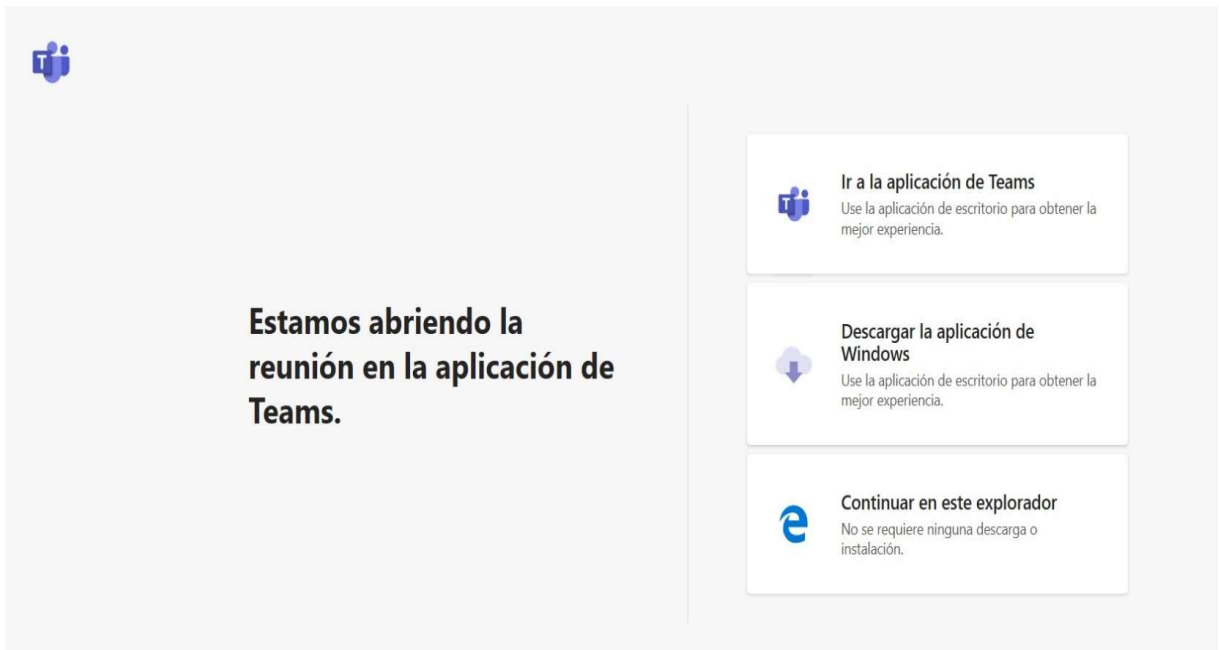 Estamos abriendo la
reunión en la aplicación de
Teams.
Ir a la aplicación de Teams
Use la aplicación de escritorio para obtener la
mejor experiencia.
Descargar la aplicación de
Windows
Use la aplicación de escritorio para obtener la
mejor experiencia.
Continuar en este explorador
No se requiere ninguna descarga o
instalación.